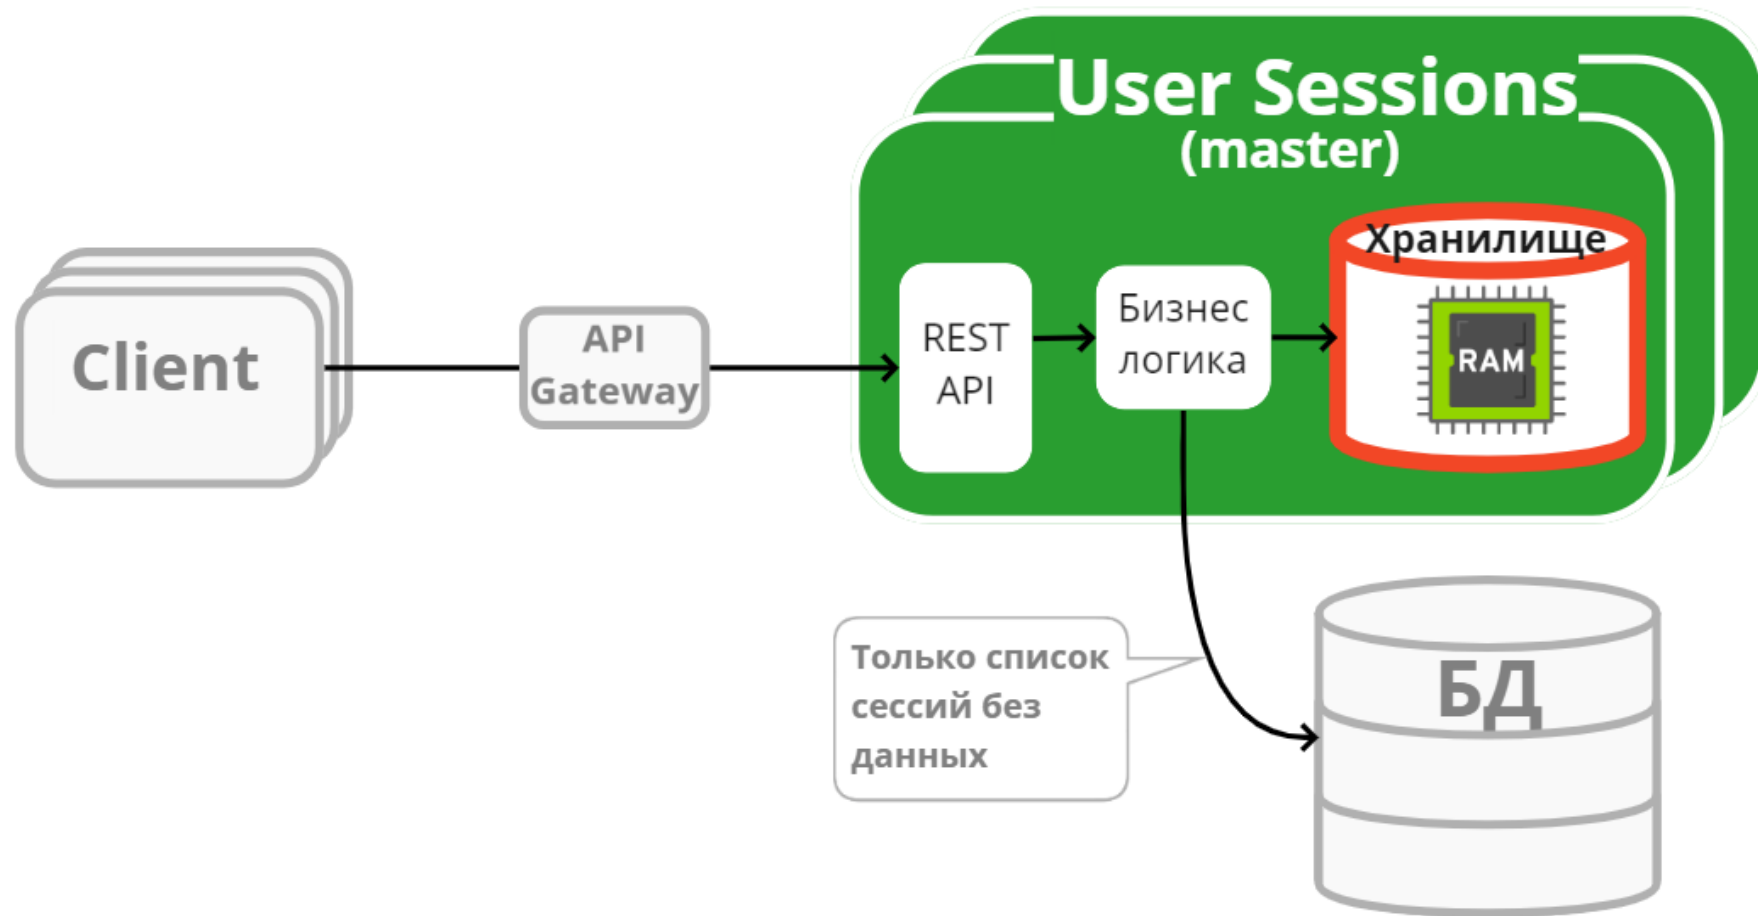 User Sessions
(master)
Хранилище
RAM
Client
API
Gateway
REST
API
Бизнес
логика
Только список
сессий без
данных
БД